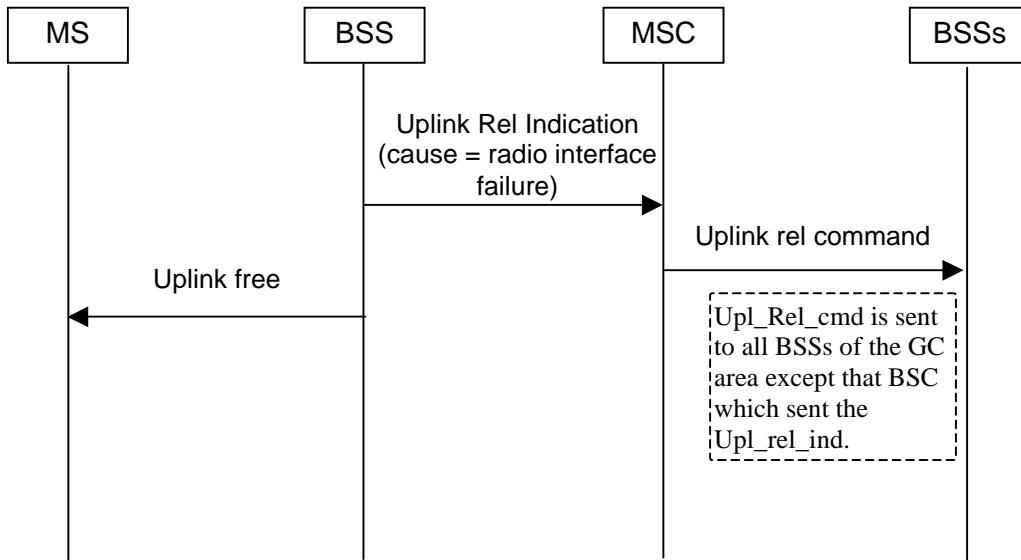 MS
BSS
MSC
BSSs
Uplink Rel Indication
(cause = radio interface
failure)
Uplink rel command
Uplink free
Upl_Rel_cmd is sent
to all BSSs of the GC
area except that BSC
which sent the
Upl_rel_ind.